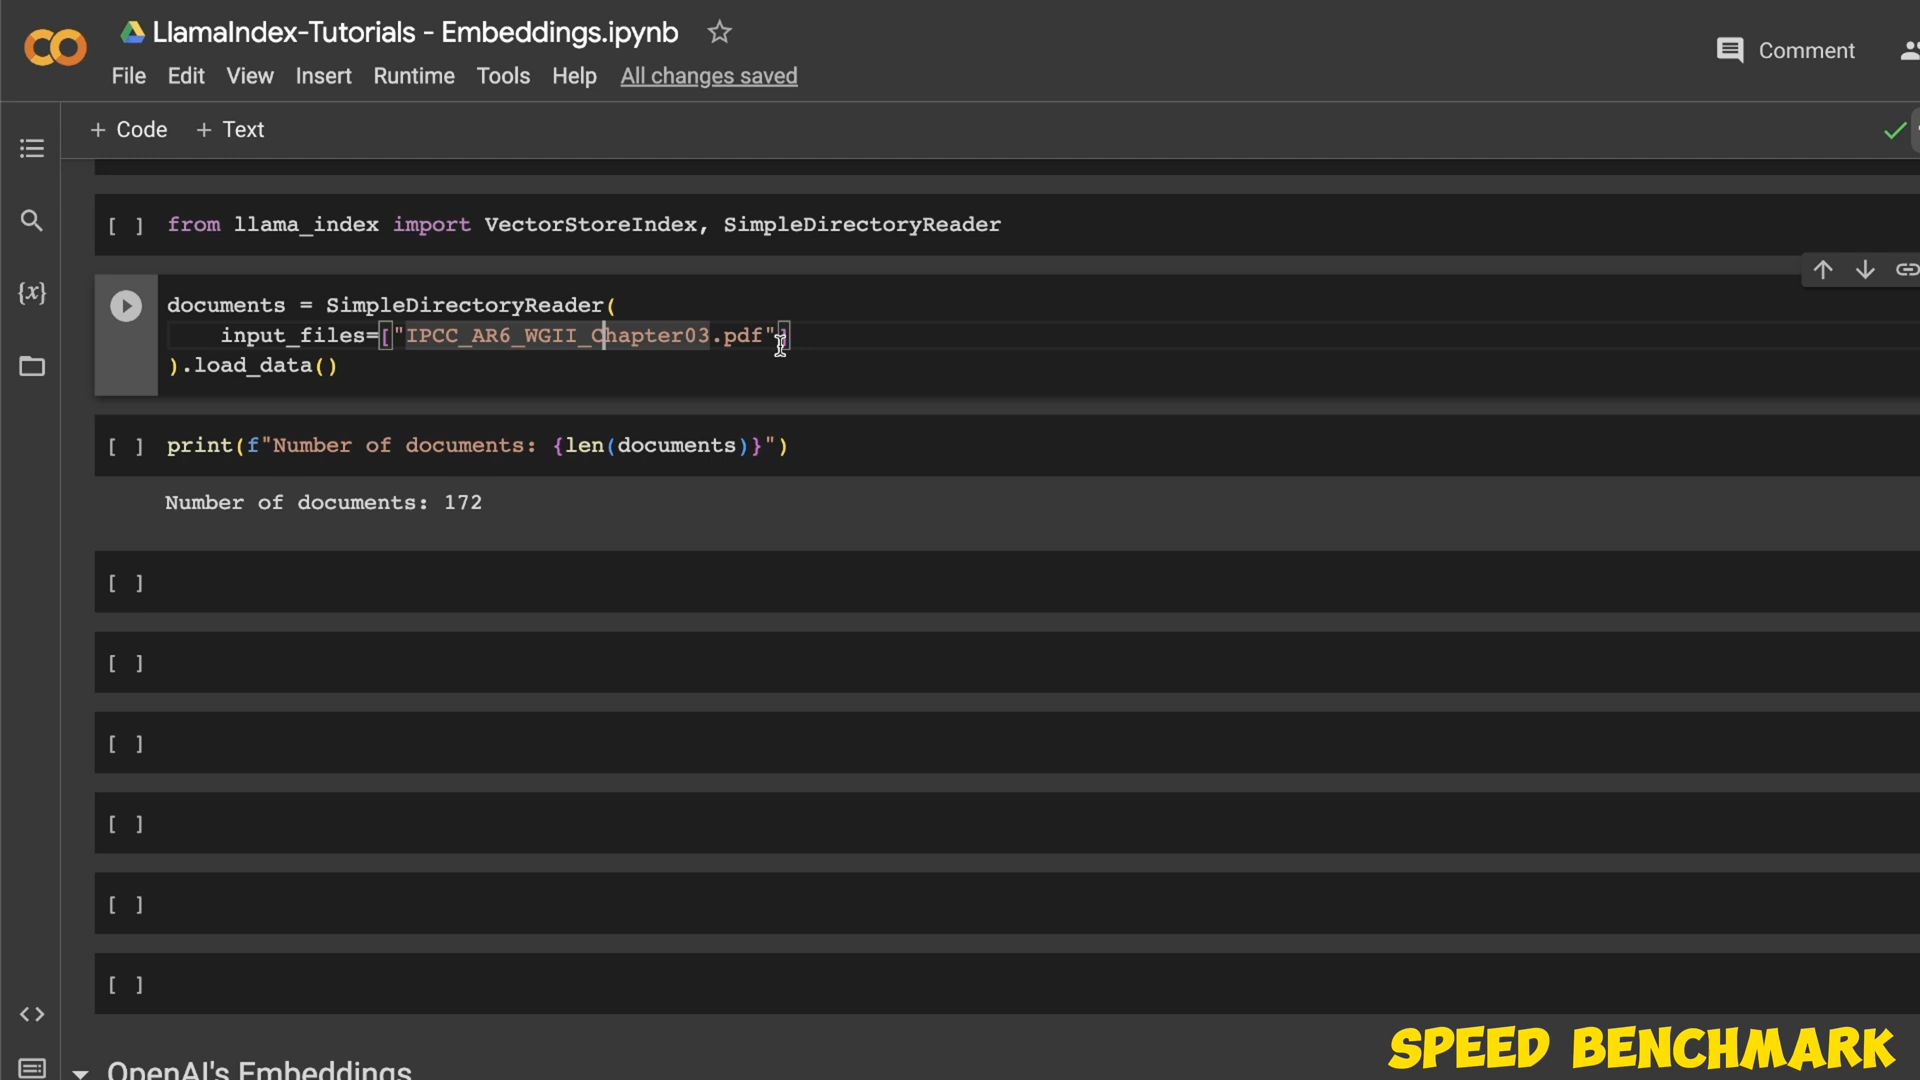 LlamaIndex-Tutorials - Embeddings.ipynb
File Edit View Insert Runtime Tools Help All changes saved
Comment
+ Code + Text
[ ] from llama_index import VectorStoreIndex, SimpleDirectoryReader
documents = SimpleDirectoryReader(
input_files=["IPCC_AR6_WGII_Chapter03.pdf"]
).load_data()
[ ] print(f"Number of documents: {len(documents)}")
Number of documents: 172
[ ]
[ ]
[ ]
[ ]
[ ]
[ ]
OpenAI's Embeddings
SPEED BENCHMARK